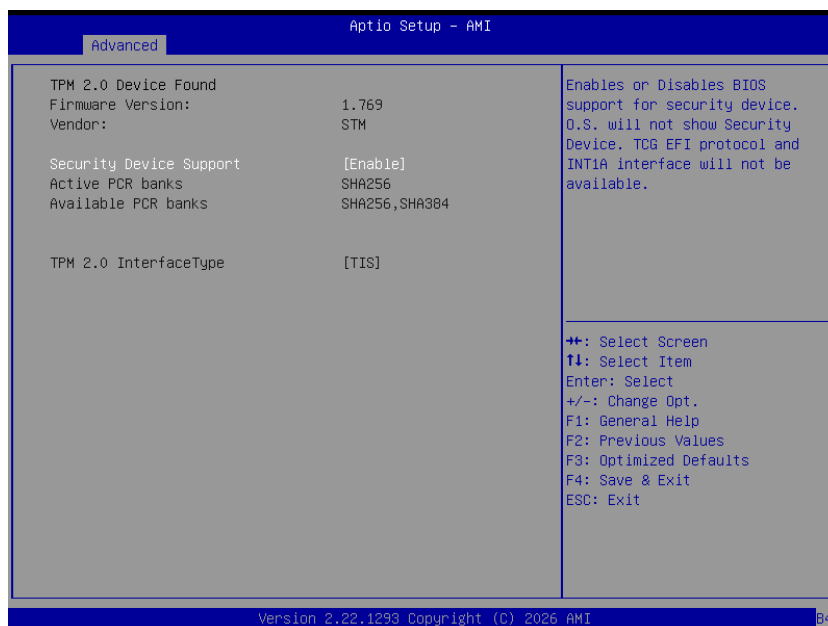 Aptio Setup – AMI
Advanced
TPM 2.0 Device Found
Firmware Version: 1.769
Vendor: STM
Security Device Support [Enable]
Active PCR banks SHA256
Available PCR banks SHA256,SHA384
TPM 2.0 InterfaceType [TIS]
Enables or Disables BIOS
support for security device.
O.S. will not show Security
Device. TCG EFI protocol and
INT1A interface will not be
available.
→←: Select Screen
↑↓: Select Item
Enter: Select
+/-: Change Opt.
F1: General Help
F2: Previous Values
F3: Optimized Defaults
F4: Save & Exit
ESC: Exit
Version 2.22.1293 Copyright (C) 2026 AMI